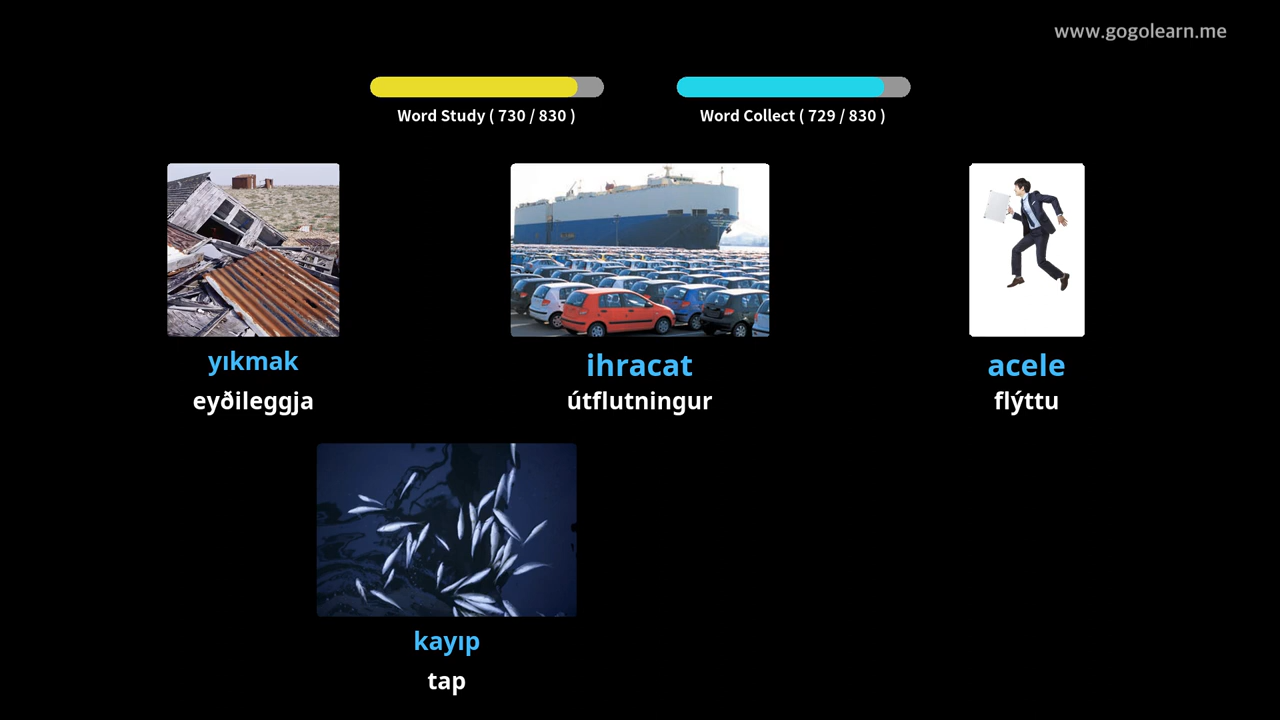 www.gogolearn.me
Word Study ( 730 / 830 )
Word Collect ( 729 / 830 )
yıkmak
eyðileggja
ihracat
útflutningur
acele
flýttu
kayıp
tap